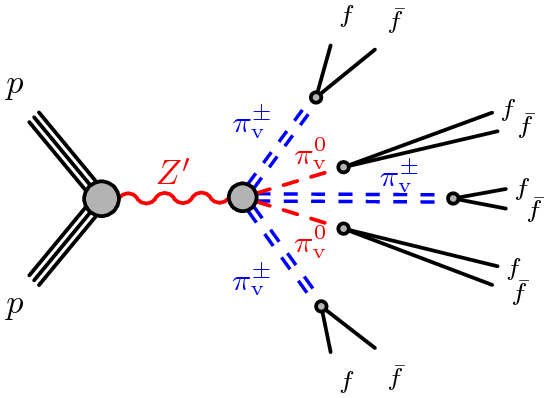 f f̄
p
π_v^±
f
π_v^0 f̄
Z′ π_v^± f
f̄
π_v^0
f
π_v^± f̄
p
f f̄